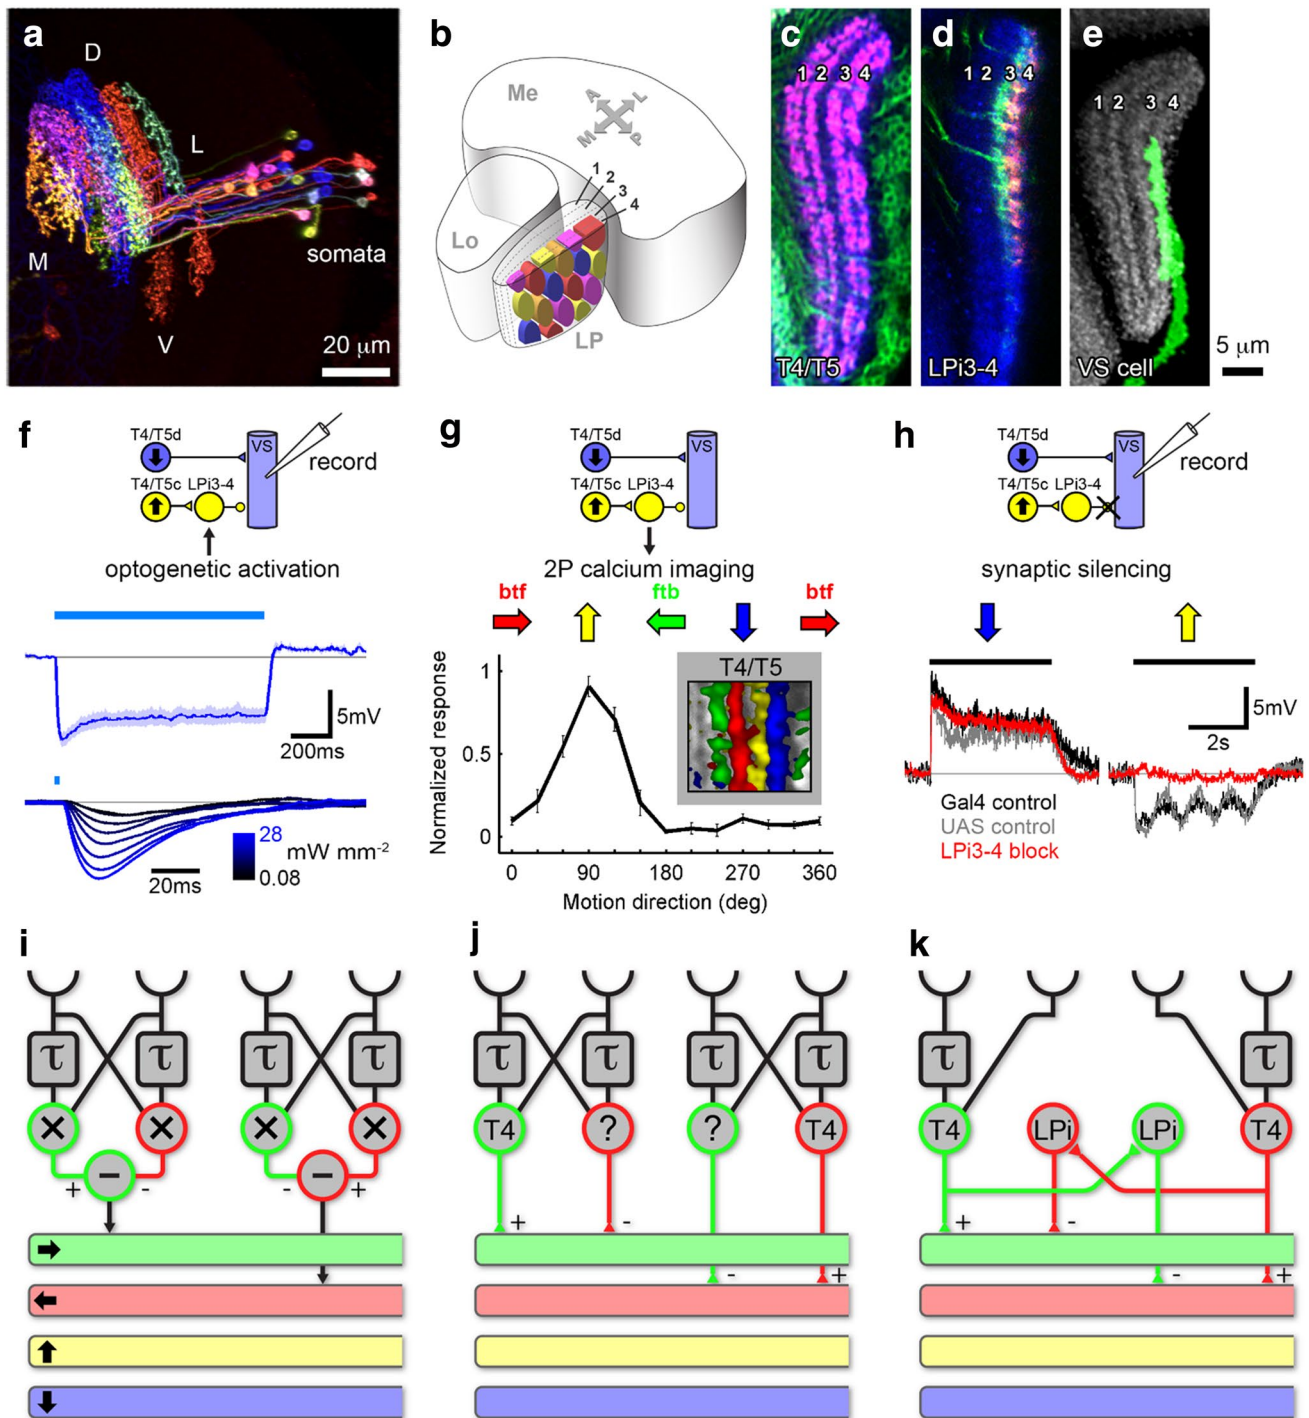 a
D
L
M
somata
V
20 μm
b
Me
A
L
M
P
1
2
3
4
Lo
LP
c
1 2 3 4
T4/T5
d
1 2 3 4
LPi3-4
e
1 2 3 4
VS cell
5 μm
f
T4/T5d
VS
record
T4/T5c LPi3-4
optogenetic activation
5mV
200ms
28
mW mm-2
0.08
20ms
g
T4/T5d
VS
T4/T5c LPi3-4
2P calcium imaging
btf
ftb
btf
T4/T5
Normalized response
1
0.5
0
0 90 180 270 360
Motion direction (deg)
h
T4/T5d
VS
record
T4/T5c LPi3-4
synaptic silencing
5mV
2s
Gal4 control
UAS control
LPi3-4 block
i
τ τ τ τ
× × × ×
+ − - - − +
j
τ τ τ τ
T4 ? ? T4
+ -
- +
k
τ τ
T4 LPi LPi T4
+ -
- +